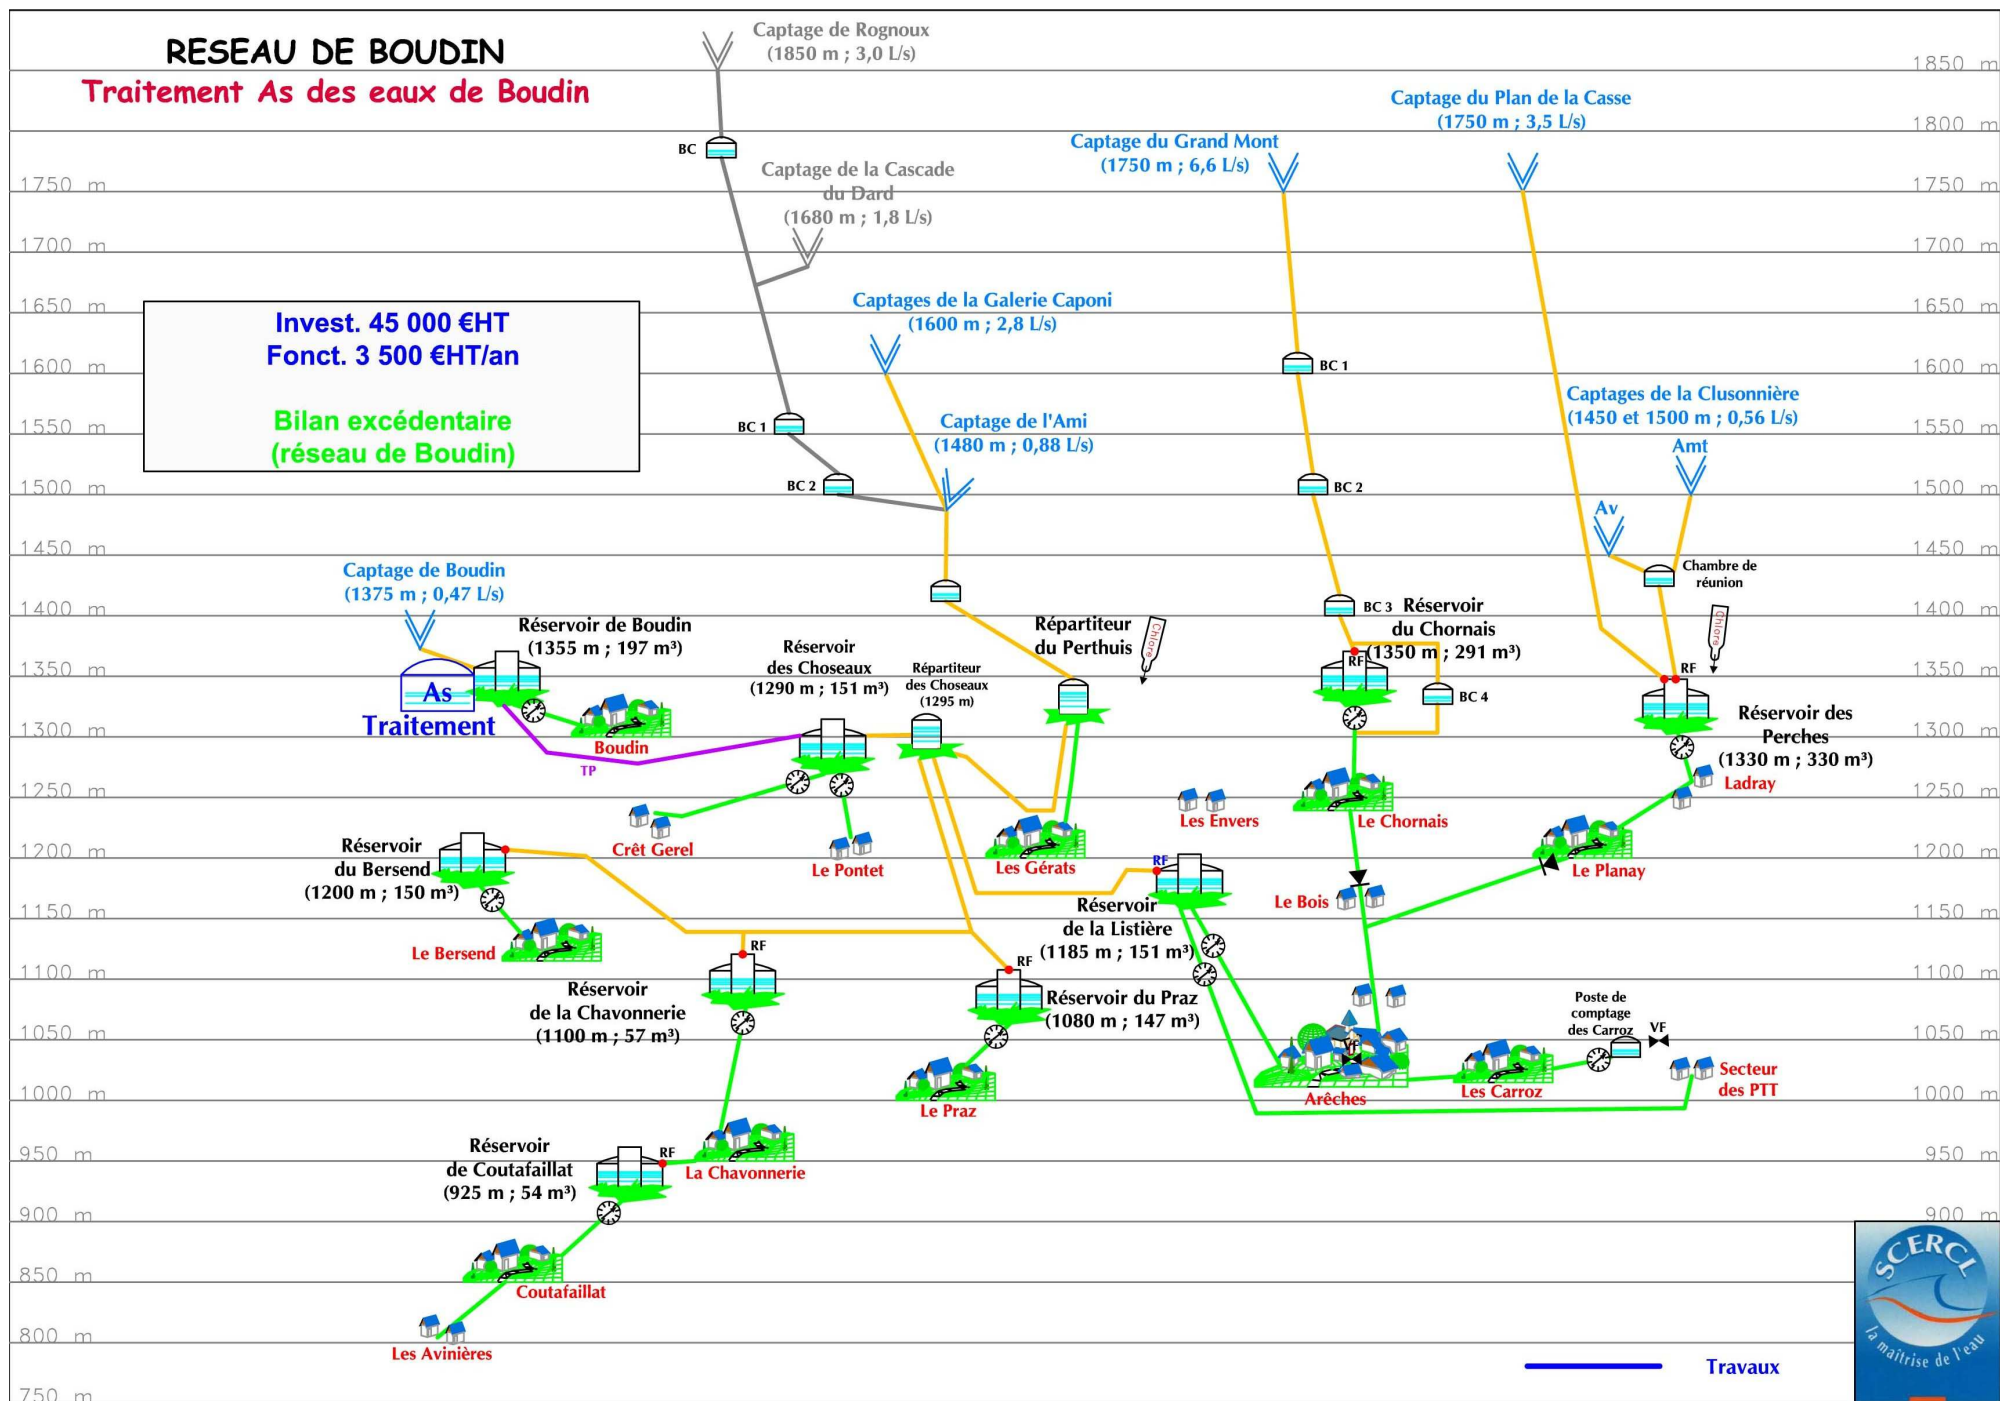 RESEAU DE BOUDIN
Traitement As des eaux de Boudin
Captage de Rognoux
(1850 m ; 3,0 L/s)
1850 m
Captage du Plan de la Casse
(1750 m ; 3,5 L/s)
1800 m
BC
Captage du Grand Mont
(1750 m ; 6,6 L/s)
Captage de la Cascade
du Dard
(1680 m ; 1,8 L/s)
1750 m
1750 m
1700 m
1700 m
1650 m
1650 m
Invest. 45 000 €HT
Fonct. 3 500 €HT/an
Bilan excédentaire
(réseau de Boudin)
Captages de la Galerie Caponi
(1600 m ; 2,8 L/s)
1600 m
BC 1
1600 m
Captages de la Clusonnière
(1450 et 1500 m ; 0,56 L/s)
Captage de l'Ami
(1480 m ; 0,88 L/s)
1550 m
BC 1
1550 m
Amt
1500 m
BC 2
BC 2
1500 m
Av
1450 m
1450 m
Captage de Boudin
(1375 m ; 0,47 L/s)
Chambre de
réunion
1400 m
BC 3
1400 m
Réservoir de Boudin
(1355 m ; 197 m³)
Réservoir
des Choseaux
(1290 m ; 151 m³)
Répartiteur
des Choseaux
(1295 m)
Répartiteur
du Perthuis
Chlore
Réservoir
du Chornais
(1350 m ; 291 m³)
Chlore
RF
RF
1350 m
1350 m
As
Traitement
BC 4
Réservoir des
Perches
(1330 m ; 330 m³)
1300 m
1300 m
Boudin
TP
Ladray
1250 m
1250 m
Crêt Gerel
Le Pontet
Les Gérats
Les Envers
Le Chornais
Le Planay
1200 m
1200 m
Réservoir
du Bersend
(1200 m ; 150 m³)
RF
Le Bois
Réservoir
de la Listière
(1185 m ; 151 m³)
1150 m
1150 m
Le Bersend
RF
RF
1100 m
1100 m
Réservoir
de la Chavonnerie
(1100 m ; 57 m³)
Réservoir du Praz
(1080 m ; 147 m³)
Poste de
comptage
des Carroz
VF
VF
1050 m
1050 m
Le Praz
Arêches
Les Carroz
Secteur
des PTT
1000 m
1000 m
Réservoir
de Coutafaillat
(925 m ; 54 m³)
RF
La Chavonnerie
950 m
950 m
900 m
900 m
850 m
Coutafaillat
800 m
Les Avinières
750 m
Travaux
SCERCL
la maîtrise de l'eau